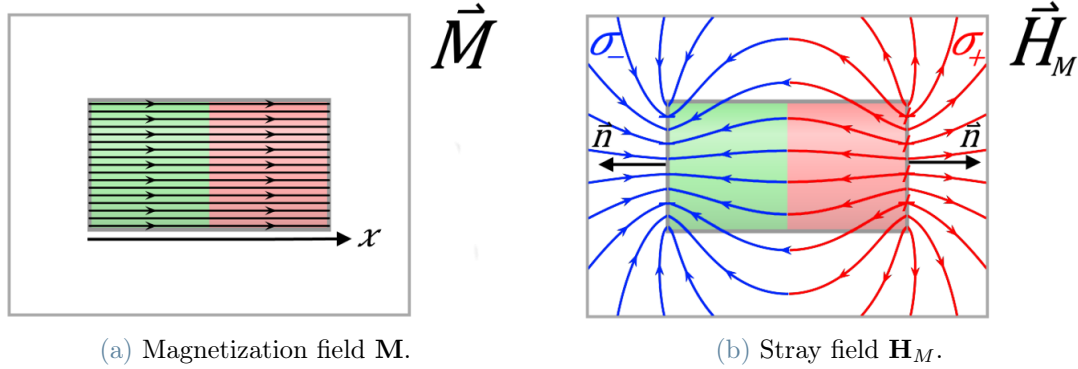 M⃗
x
σ₋
σ₊
H⃗_M
n⃗
n⃗
(a) Magnetization field M.
(b) Stray field H_M.